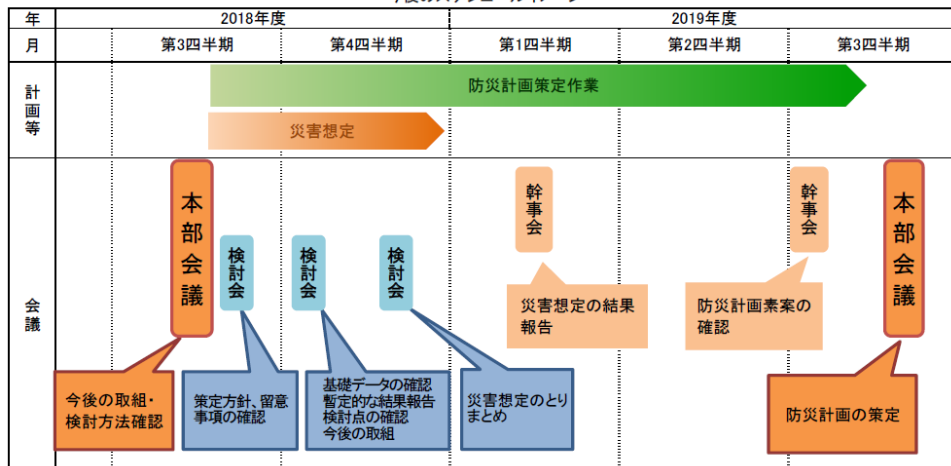 年
2018年度
2019年度
月
第3四半期
第4四半期
第1四半期
第2四半期
第3四半期
計画等
防災計画策定作業
災害想定
会議
本部会議
検討会
検討会
検討会
幹事会
幹事会
本部会議
災害想定の結果
報告
防災計画素案の
確認
今後の取組・
検討方法確認
策定方針、留意
事項の確認
基礎データの確認
暫定的な結果報告
検討点の確認
今後の取組
災害想定のとり
まとめ
防災計画の策定